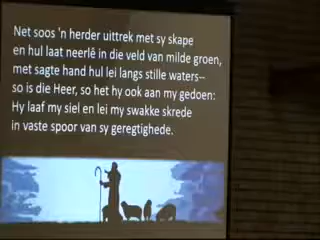 Net soos 'n herder uittrek met sy skape
en hul laat neerlê in die veld van milde groen,
met sagte hand hul lei langs stille waters--
so is die Heer, so het hy ook aan my gedoen:
Hy laaf my siel en lei my swakke skrede
in vaste spoor van sy geregtighede.